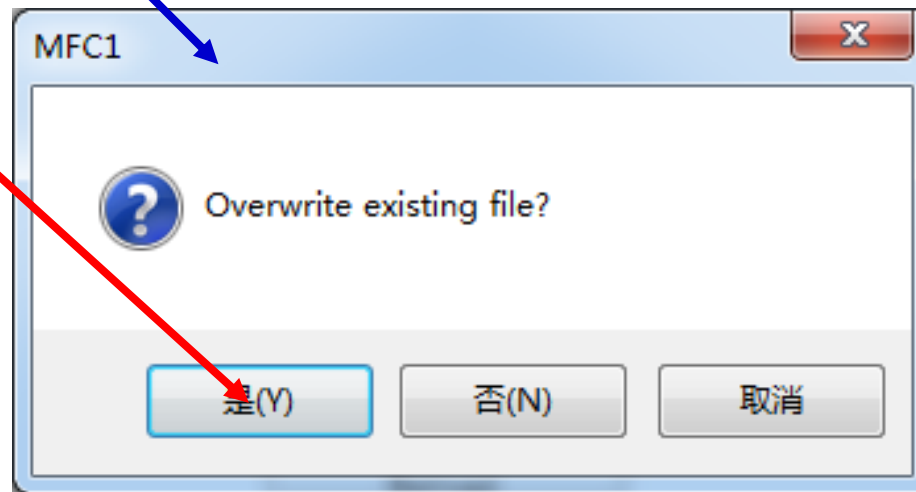 MFC1
Overwrite existing file?
是(Y) 否(N) 取消